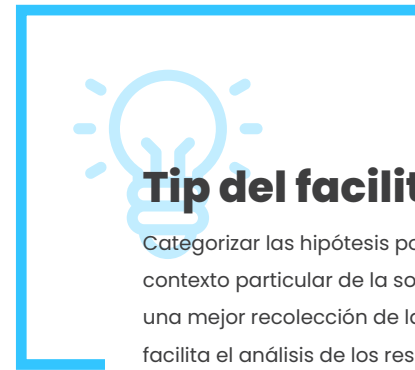 Tip del facilit
Categorizar las hipótesis po
contexto particular de la so
una mejor recolección de lo
facilita el análisis de los res